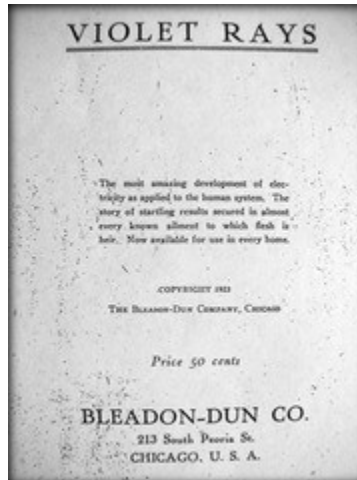 VIOLET RAYS
The most amazing development of elec-
tricity as applied to the human system. The
story of startling results secured in almost
every known ailment to which flesh is
heir. Now available for use in every home.
COPYRIGHT 1923
THE BLEADON-DUN COMPANY, CHICAGO
Price 50 cents
BLEADON-DUN CO.
213 South Peoria St.
CHICAGO, U. S. A.